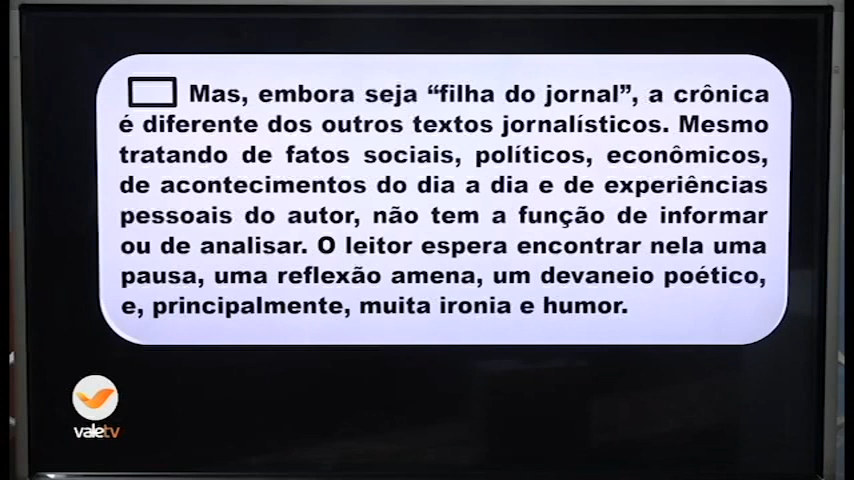 Mas, embora seja “filha do jornal”, a crônica
é diferente dos outros textos jornalísticos. Mesmo
tratando de fatos sociais, políticos, econômicos,
de acontecimentos do dia a dia e de experiências
pessoais do autor, não tem a função de informar
ou de analisar. O leitor espera encontrar nela uma
pausa, uma reflexão amena, um devaneio poético,
e, principalmente, muita ironia e humor.
valetv